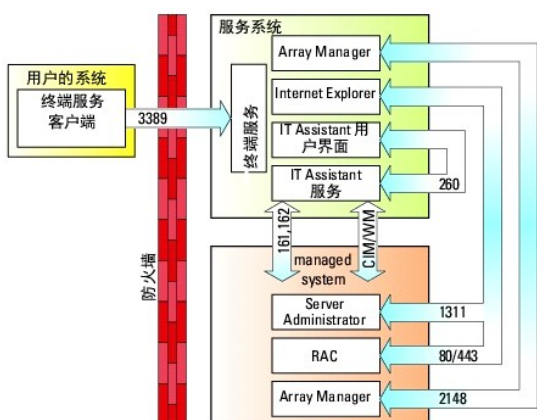 服务系统
Array Manager
用户的系统
终端服务
客户端
3389
终端服务
Internet Explorer
IT Assistant 用
户界面
IT Assistant
服务
260
161,162
CIM/WM
防火墙
managed
system
Server
Administrator
1311
RAC
80/443
Array Manager
2148